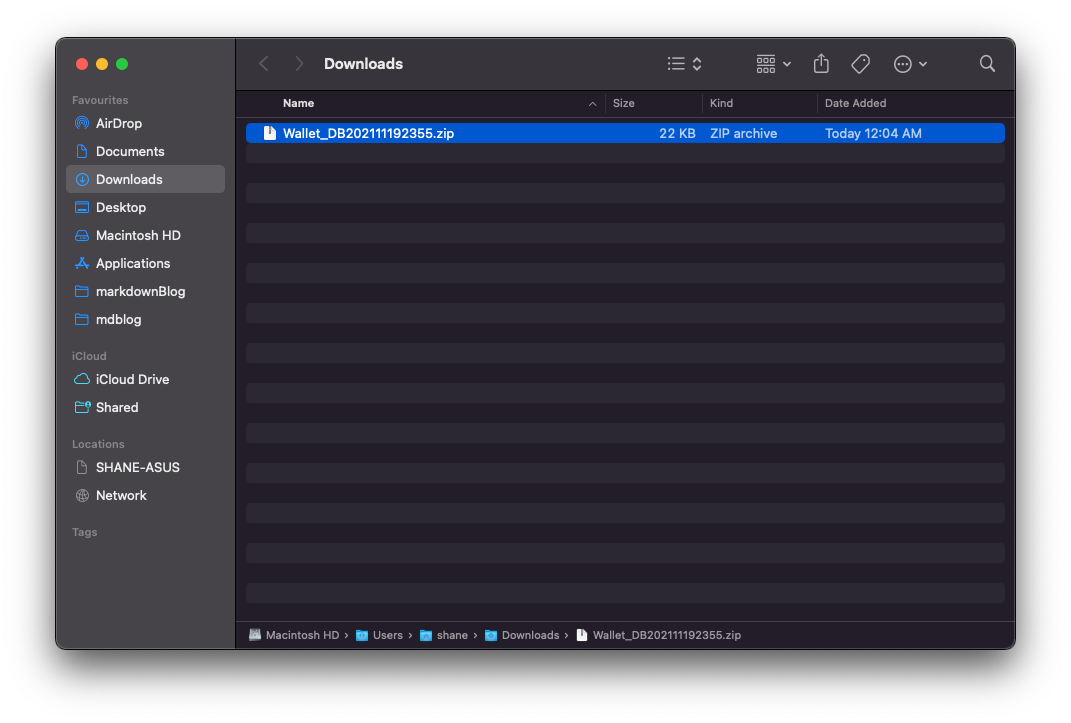 Downloads
Favourites
AirDrop
Documents
Downloads
Desktop
Macintosh HD
Applications
markdownBlog
mdblog
iCloud
iCloud Drive
Shared
Locations
SHANE-ASUS
Network
Tags
Name Size Kind Date Added
Wallet_DB202111192355.zip 22 KB ZIP archive Today 12:04 AM
Macintosh HD › Users › shane › Downloads › Wallet_DB202111192355.zip